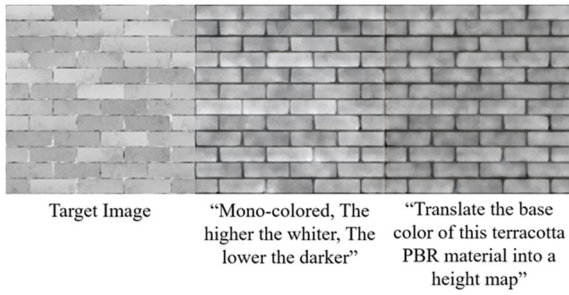 Target Image
“Mono-colored, The
higher the whiter, The
lower the darker”
“Translate the base
color of this terracotta
PBR material into a
height map”